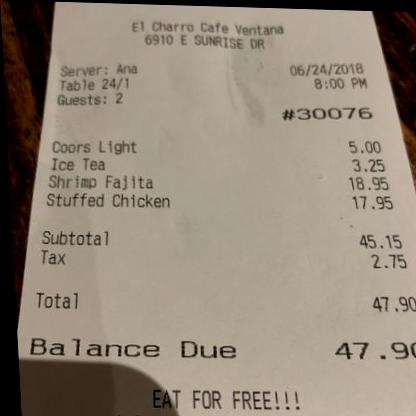 El Charro Cafe Ventana
6910 E SUNRISE DR
Server: Ana 06/24/2018
Table 24/1 8:00 PM
Guests: 2
#30076
Coors Light 5.00
Ice Tea 3.25
Shrimp Fajita 18.95
Stuffed Chicken 17.95
Subtotal 45.15
Tax 2.75
Total 47.90
Balance Due 47.90
EAT FOR FREE!!!